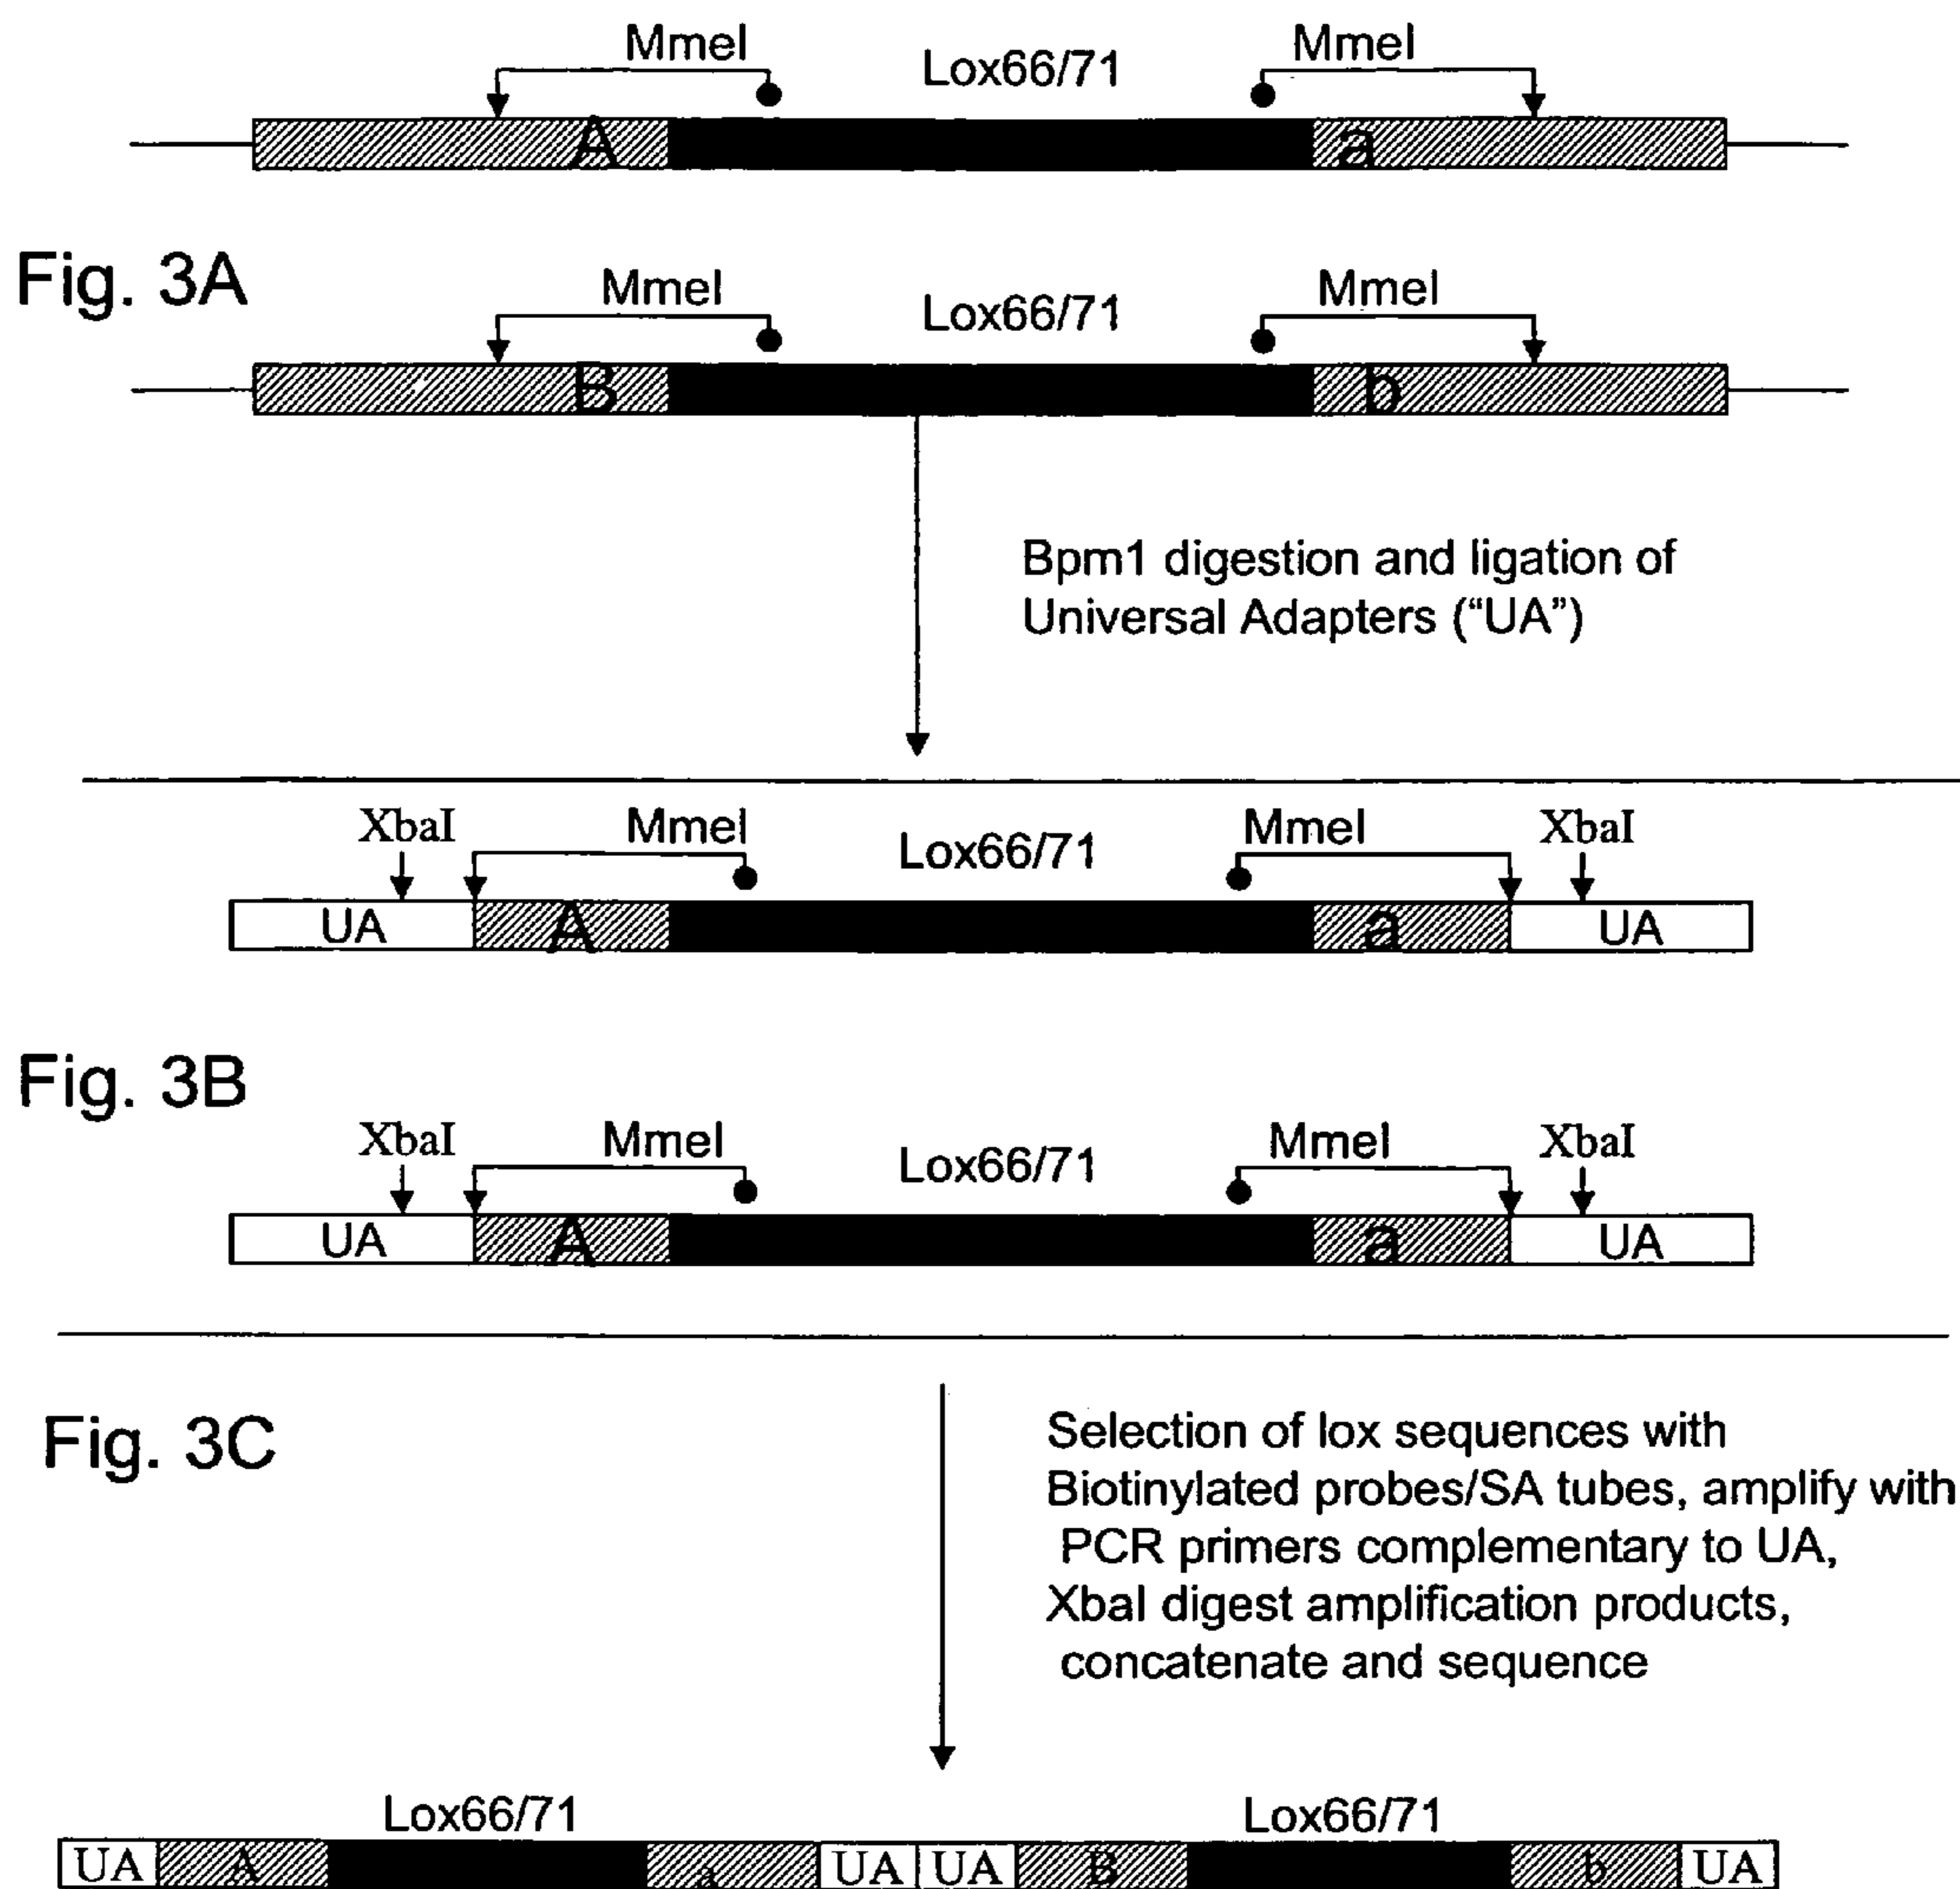 MmeI Lox66/71 MmeI
A a
Fig. 3A
MmeI Lox66/71 MmeI
B b
Bpm1 digestion and ligation of
Universal Adapters (“UA”)
XbaI MmeI Lox66/71 MmeI XbaI
UA A a UA
Fig. 3B
XbaI MmeI Lox66/71 MmeI XbaI
UA A a UA
Fig. 3C
Selection of lox sequences with
Biotinylated probes/SA tubes, amplify with
PCR primers complementary to UA,
XbaI digest amplification products,
concatenate and sequence
Lox66/71 Lox66/71
UA A a UA UA B b UA